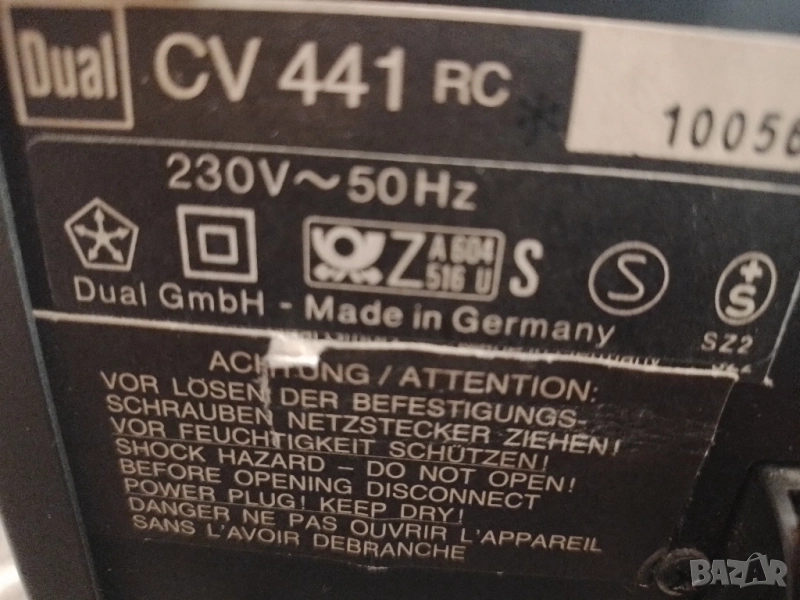 Dual CV 441 RC
10056
230V~50Hz
Z A 604 516 U S S +S
Dual GmbH - Made in Germany
SZ2
ACHTUNG / ATTENTION:
VOR LÖSEN DER BEFESTIGUNGS-
SCHRAUBEN NETZSTECKER ZIEHEN!
VOR FEUCHTIGKEIT SCHÜTZEN!
SHOCK HAZARD – DO NOT OPEN!
BEFORE OPENING DISCONNECT
POWER PLUG! KEEP DRY!
DANGER NE PAS OUVRIR L'APPAREIL
SANS L'AVOIR DEBRANCHE
BAZAR